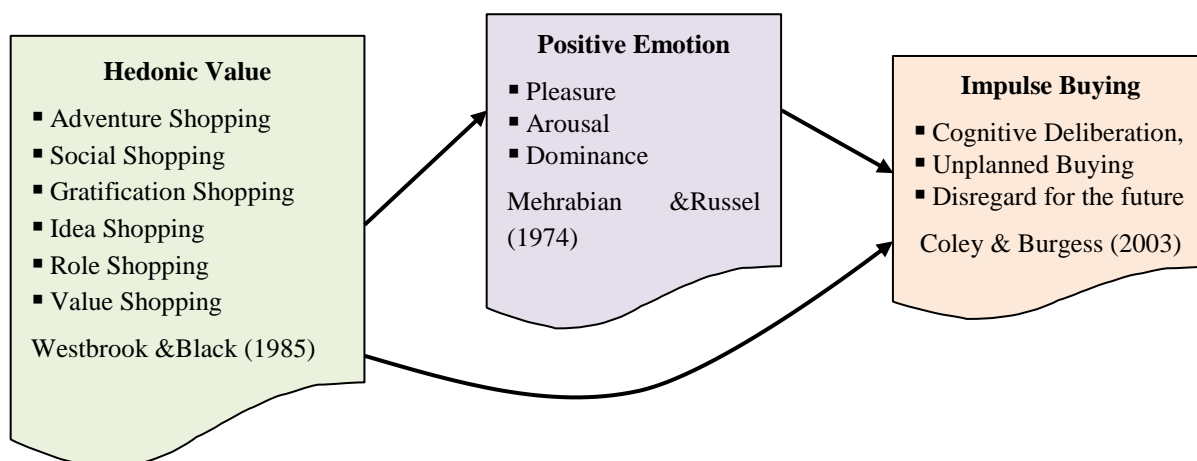 Hedonic Value
▪ Adventure Shopping
▪ Social Shopping
▪ Gratification Shopping
▪ Idea Shopping
▪ Role Shopping
▪ Value Shopping
Westbrook &Black (1985)
Positive Emotion
▪ Pleasure
▪ Arousal
▪ Dominance
Mehrabian &Russel
(1974)
Impulse Buying
▪ Cognitive Deliberation,
▪ Unplanned Buying
▪ Disregard for the future
Coley & Burgess (2003)